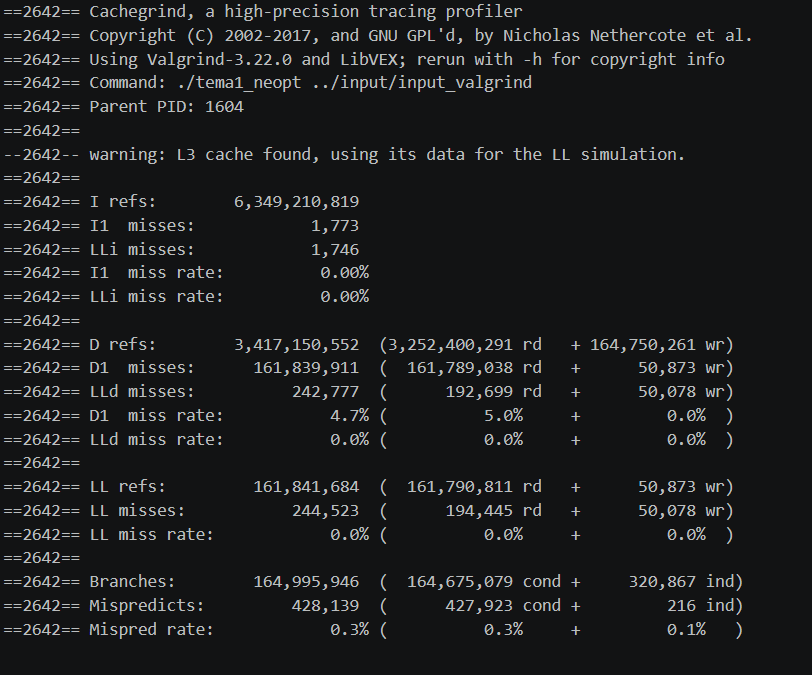 ==2642== Cachegrind, a high-precision tracing profiler
==2642== Copyright (C) 2002-2017, and GNU GPL'd, by Nicholas Nethercote et al.
==2642== Using Valgrind-3.22.0 and LibVEX; rerun with -h for copyright info
==2642== Command: ./tema1_neopt ../input/input_valgrind
==2642== Parent PID: 1604
==2642==
--2642-- warning: L3 cache found, using its data for the LL simulation.
==2642==
==2642== I refs:        6,349,210,819
==2642== I1  misses:            1,773
==2642== LLi misses:            1,746
==2642== I1  miss rate:          0.00%
==2642== LLi miss rate:          0.00%
==2642==
==2642== D refs:        3,417,150,552  (3,252,400,291 rd   + 164,750,261 wr)
==2642== D1  misses:      161,839,911  (  161,789,038 rd   +      50,873 wr)
==2642== LLd misses:          242,777  (      192,699 rd   +      50,078 wr)
==2642== D1  miss rate:           4.7% (          5.0%     +         0.0%  )
==2642== LLd miss rate:           0.0% (          0.0%     +         0.0%  )
==2642==
==2642== LL refs:         161,841,684  (  161,790,811 rd   +      50,873 wr)
==2642== LL misses:           244,523  (      194,445 rd   +      50,078 wr)
==2642== LL miss rate:            0.0% (          0.0%     +         0.0%  )
==2642==
==2642== Branches:        164,995,946  (  164,675,079 cond +     320,867 ind)
==2642== Mispredicts:         428,139  (      427,923 cond +         216 ind)
==2642== Mispred rate:            0.3% (          0.3%     +         0.1%   )